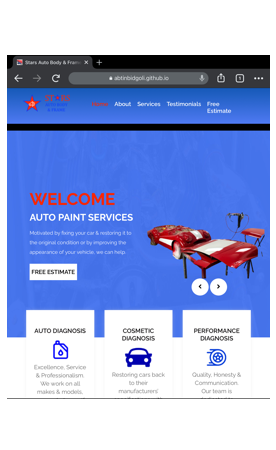 Stars Auto Body & Frame
abtinbidgoli.github.io
1
Home About Services Testimonials Free
Estimate
WELCOME
AUTO PAINT SERVICES
Motivated by fixing your car & restoring it to
the original condition or by improving the
appearance of your vehicle, we can help
FREE ESTIMATE
AUTO DIAGNOSIS
Excellence, Service
& Professionalism.
We work on all
makes & models,
COSMETIC
DIAGNOSIS
Restoring cars back
to their
manufacturers'
PERFORMANCE
DIAGNOSIS
Quality, Honesty &
Communication.
Our team is